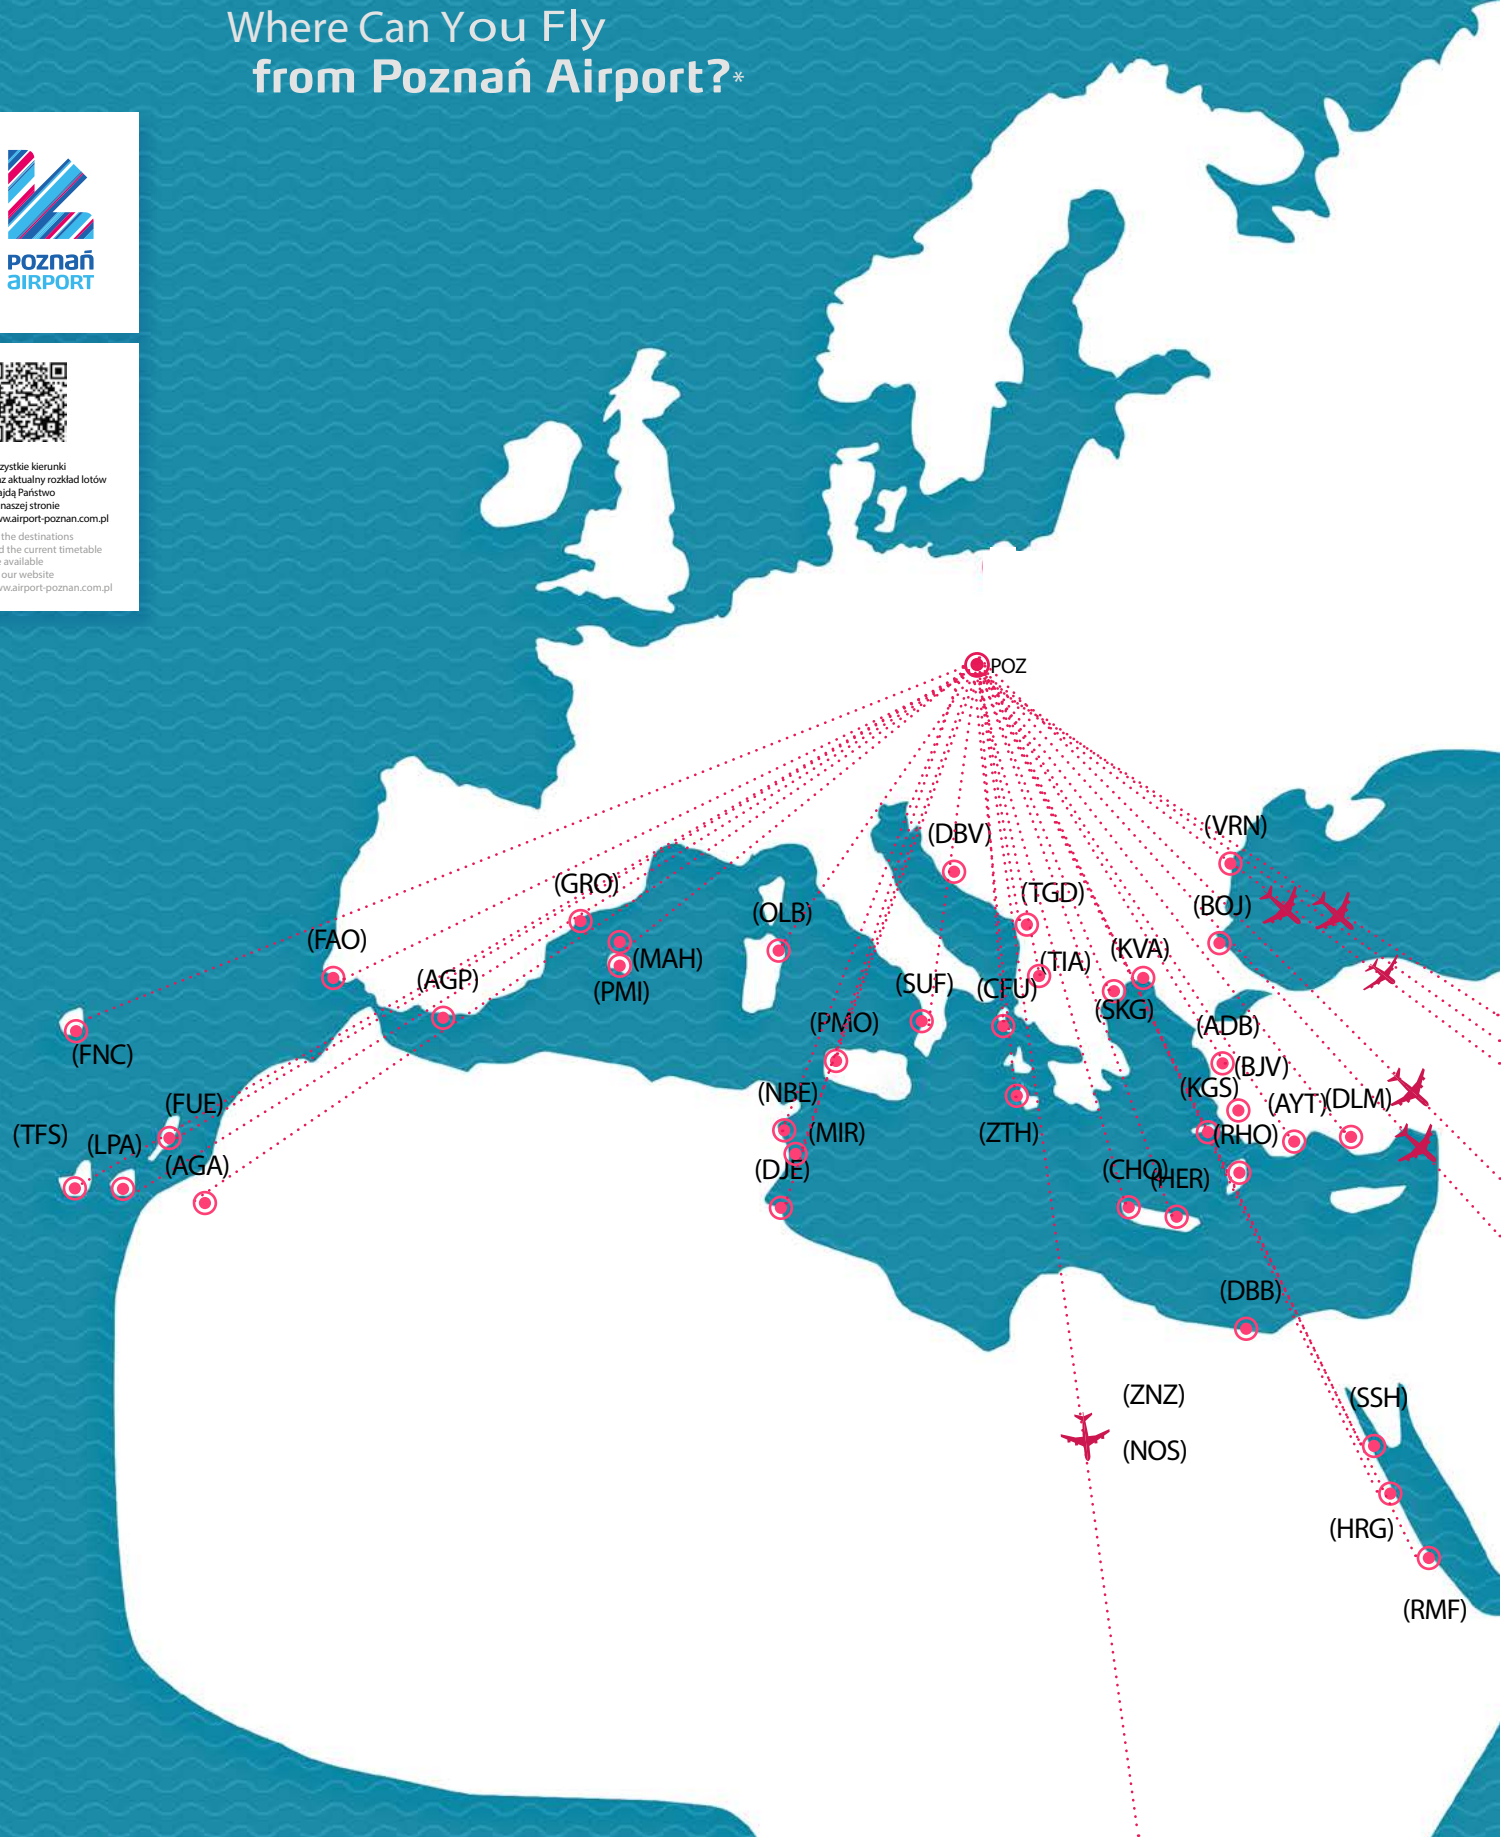 Where Can You Fly
from Poznań Airport?*
POZNAń
aIRPORT
zystkie kierunki
az aktualny rozkład lotów
ajdą Państwo
naszej stronie
ww.airport-poznan.com.pl
the destinations
d the current timetable
e available
our website
ww.airport-poznan.com.pl
POZ
(VRN)
(DBV)
(GRO)
(TGD)
(BOJ)
(OLB)
(FAO)
(KVA)
(MAH)
(TIA)
(AGP)
(SUF)
(CFU)
(PMI)
(SKG)
(PMO)
(ADB)
(FNC)
(BJV)
(NBE)
(KGS)
(FUE)
(AYT)
(DLM)
(TFS)
(MIR)
(ZTH)
(RHO)
(LPA)
(AGA)
(DJE)
(CHQ)
(HER)
(DBB)
(ZNZ)
(SSH)
(NOS)
(HRG)
(RMF)